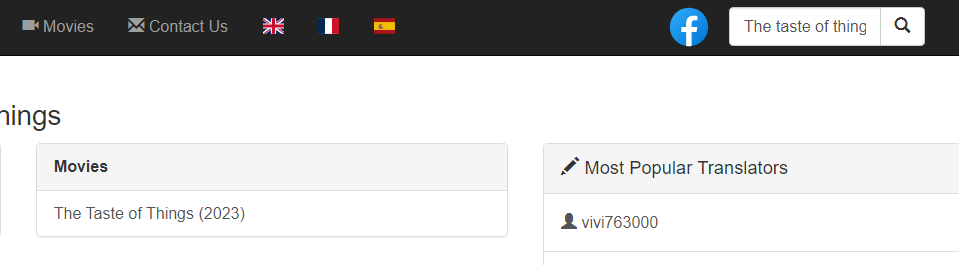 Movies
Contact Us
The taste of thing
hings
Movies
Most Popular Translators
The Taste of Things (2023)
vivi763000